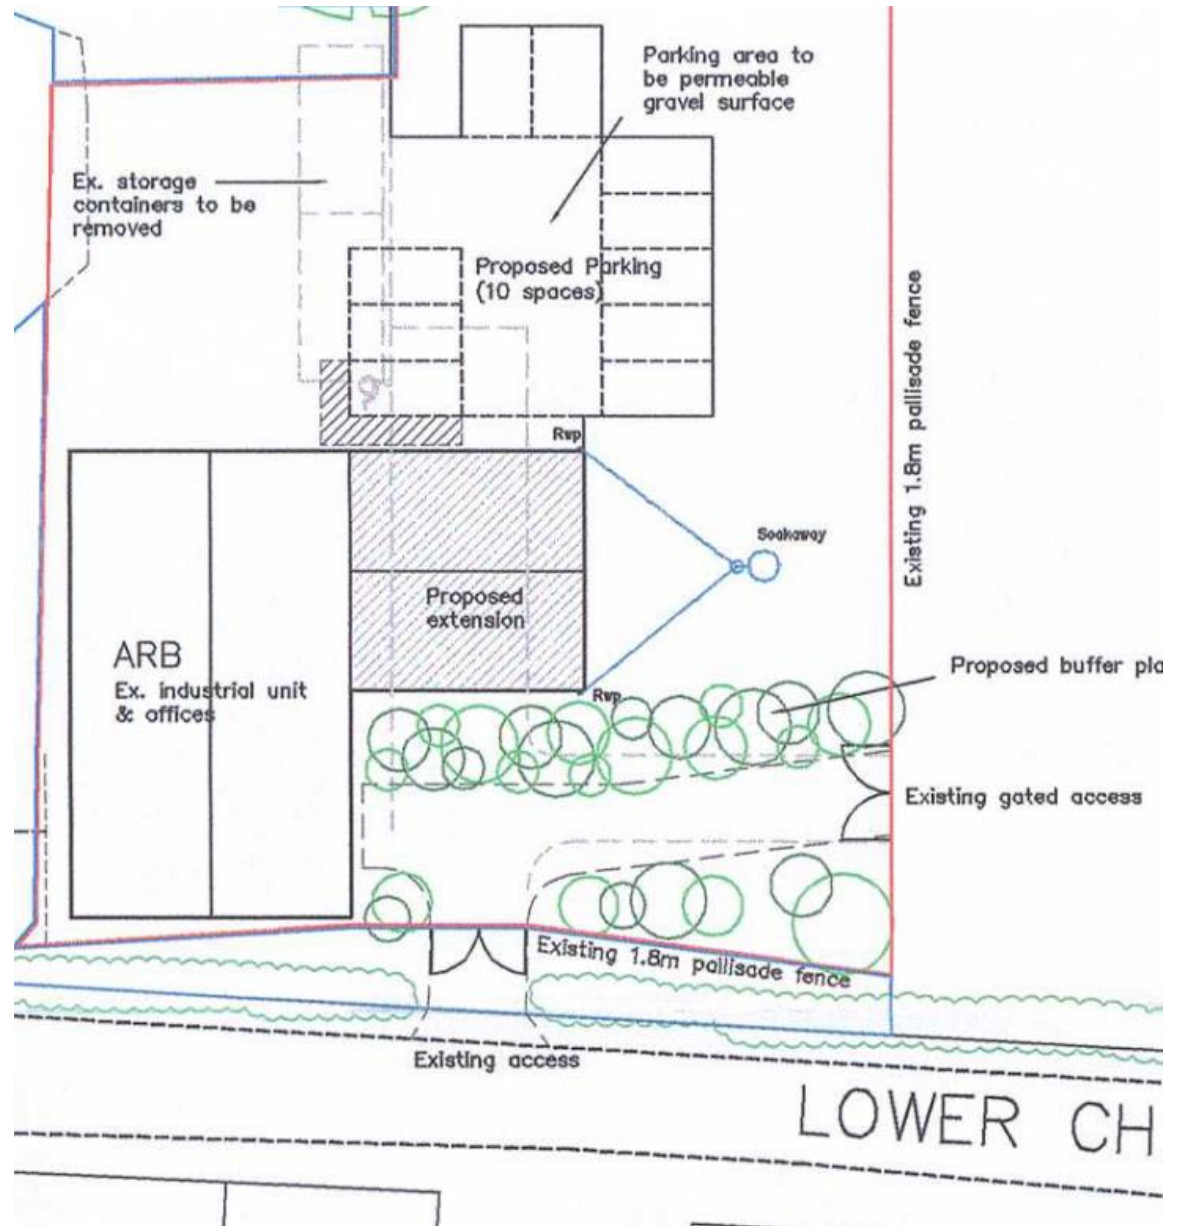 Parking area to
be permeable
gravel surface
Ex. storage
containers to be
removed
Proposed Parking
(10 spaces)
Existing 1.8m pallisade fence
Rwp
Soakaway
Proposed
extension
ARB
Ex. industrial unit
& offices
Rwp
Proposed buffer pla
Existing gated access
Existing 1.8m pallisade fence
Existing access
LOWER CH